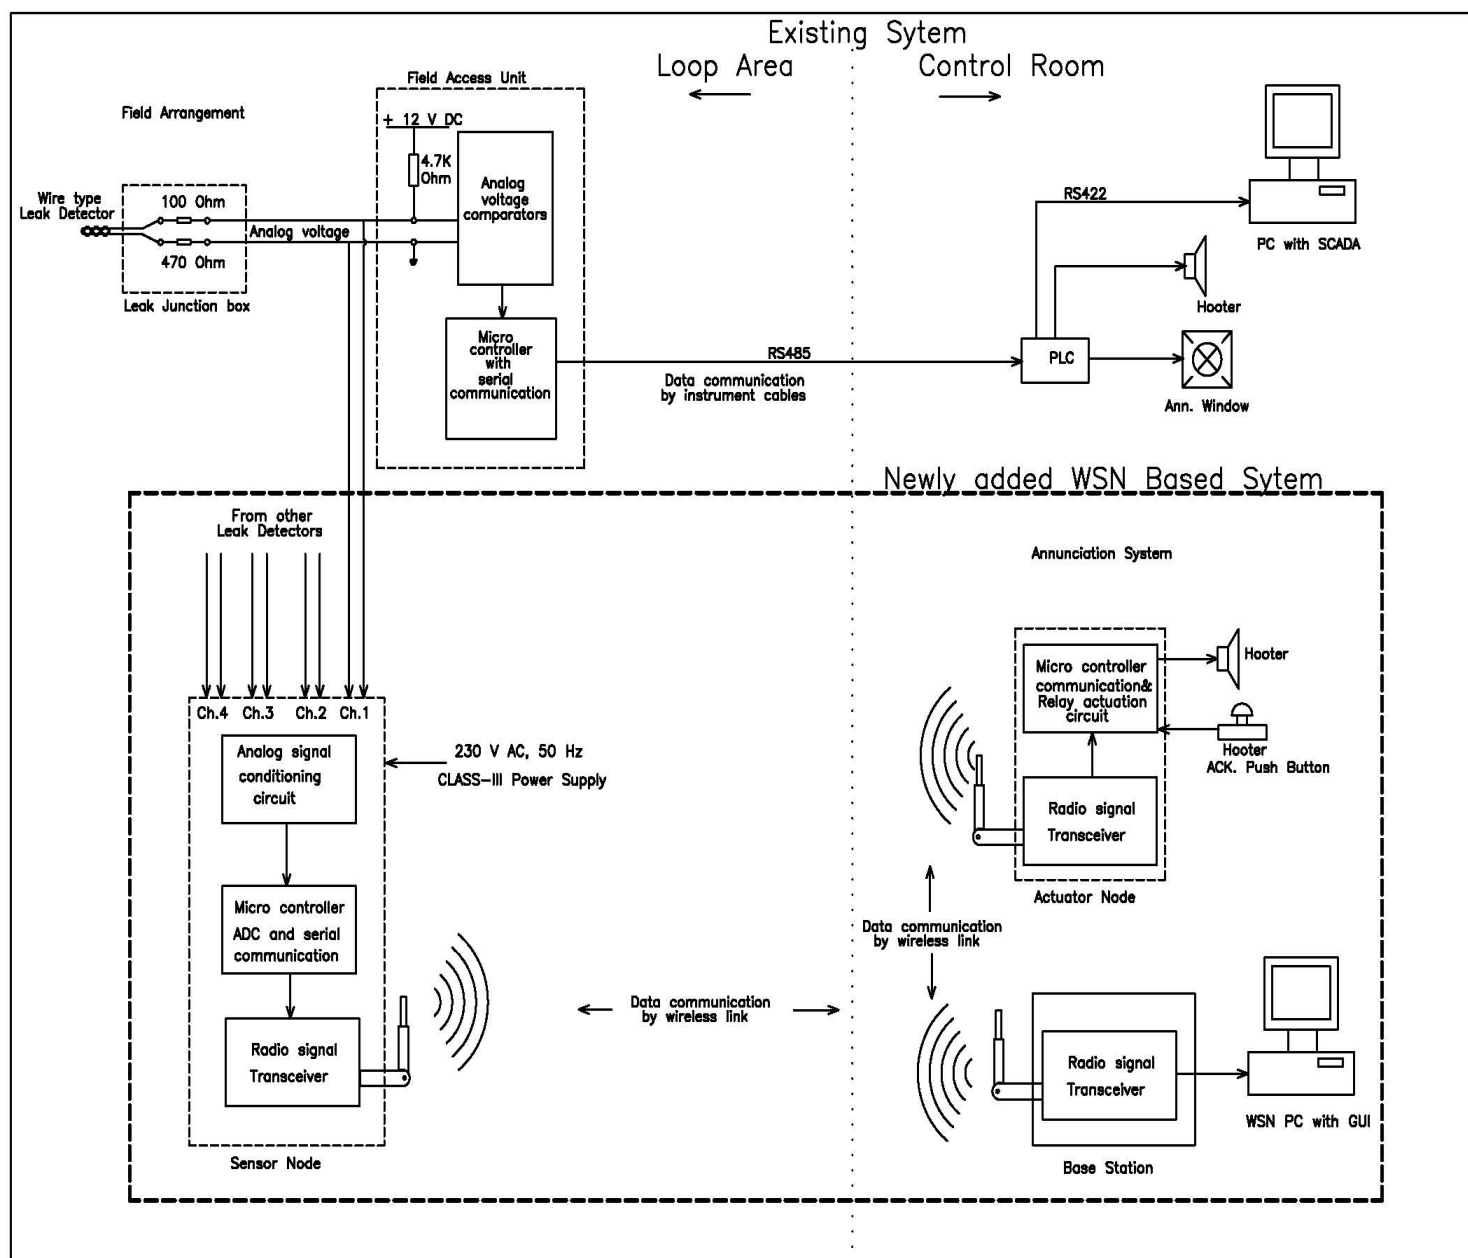 Existing Sytem
Loop Area
Control Room
Field Access Unit
Field Arrangement
+ 12 V DC
4.7K
Ohm
Analog
voltage
comparators
Wire type
Leak Detector
100 Ohm
Analog voltage
470 Ohm
Leak Junction box
Micro
controller
with
serial
communication
RS485
Data communication
by instrument cables
RS422
PC with SCADA
Hooter
PLC
Ann. Window
Newly added WSN Based Sytem
From other
Leak Detectors
Ch.4
Ch.3
Ch.2
Ch.1
Analog signal
conditioning
circuit
230 V AC, 50 Hz
CLASS-III Power Supply
Micro controller
ADC and serial
communication
Radio signal
Transceiver
Sensor Node
Data communication
by wireless link
Annunciation System
Micro controller
communication&
Relay actuation
circuit
Hooter
Hooter
ACK. Push Button
Radio signal
Transceiver
Actuator Node
Data communication
by wireless link
Radio signal
Transceiver
Base Station
WSN PC with GUI